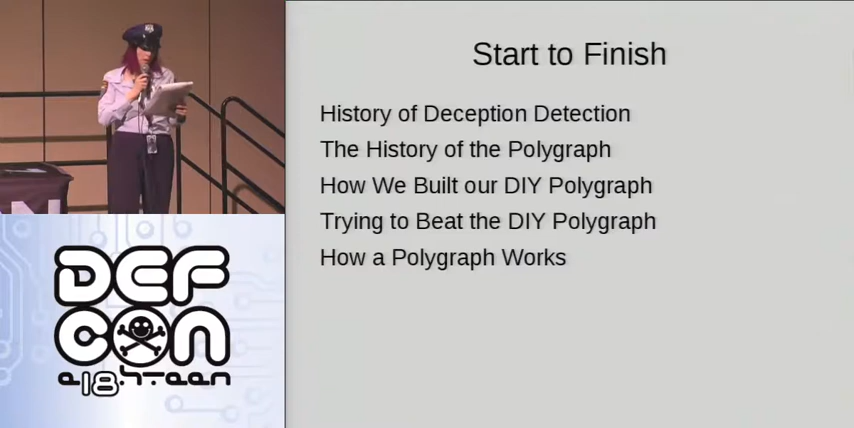 Start to Finish
History of Deception Detection
The History of the Polygraph
How We Built our DIY Polygraph
Trying to Beat the DIY Polygraph
How a Polygraph Works
DEF
CON
e18hteen